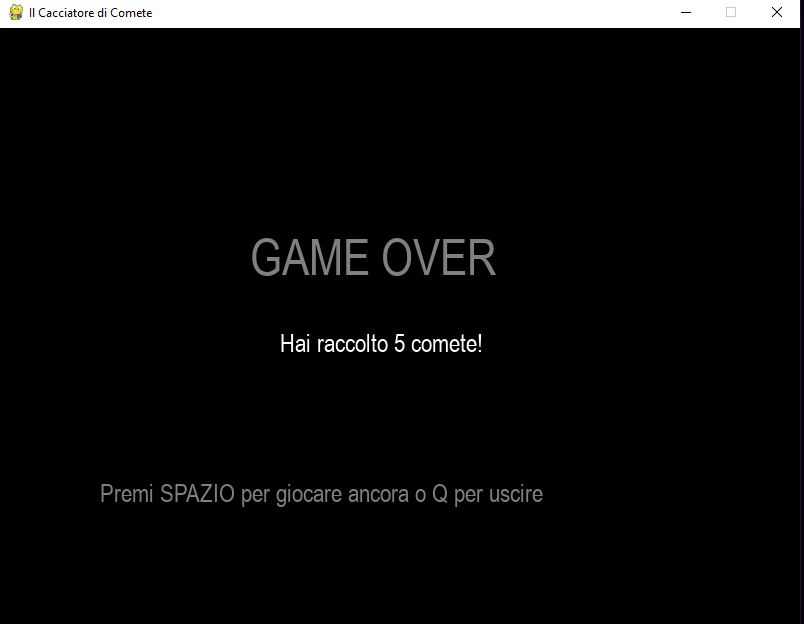 Il Cacciatore di Comete
GAME OVER
Hai raccolto 5 comete!
Premi SPAZIO per giocare ancora o Q per uscire